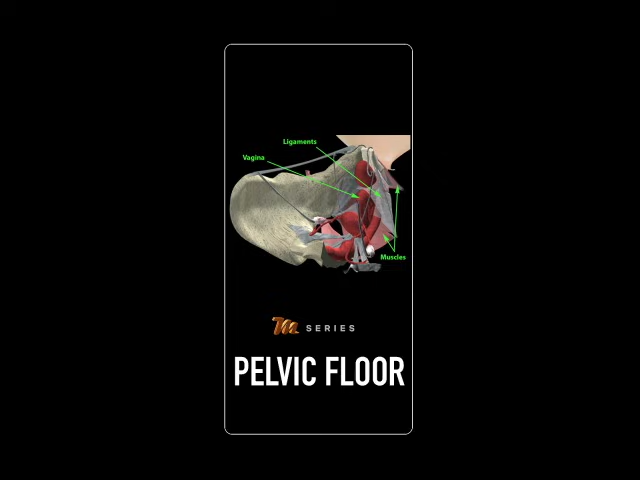 Ligaments
Vagina
Muscles
M SERIES
PELVIC FLOOR